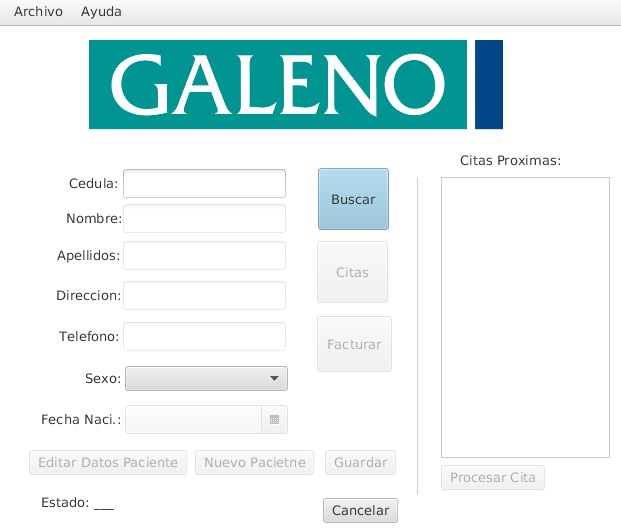 Archivo Ayuda
GALENO
Citas Proximas:
Cedula:
Buscar
Nombre:
Apellidos:
Citas
Direccion:
Telefono:
Facturar
Sexo:
Fecha Naci.:
Editar Datos Paciente Nuevo Pacietne Guardar
Procesar Cita
Estado: ___
Cancelar